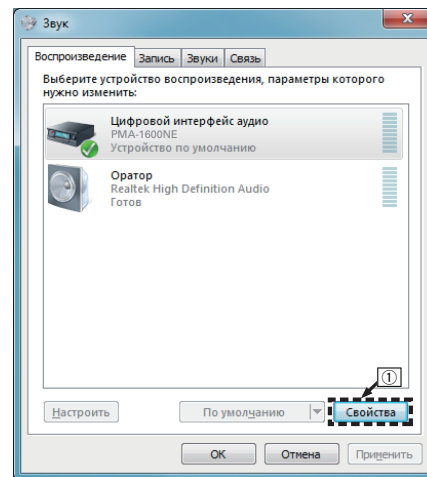 Звук
Воспроизведение Запись Звуки Связь
Выберите устройство воспроизведения, параметры которого
нужно изменить:
Цифровой интерфейс аудио
PMA-1600NE
Устройство по умолчанию
Оратор
Realtek High Definition Audio
Готов
①
Настроить По умолчанию Свойства
OK Отмена Применить